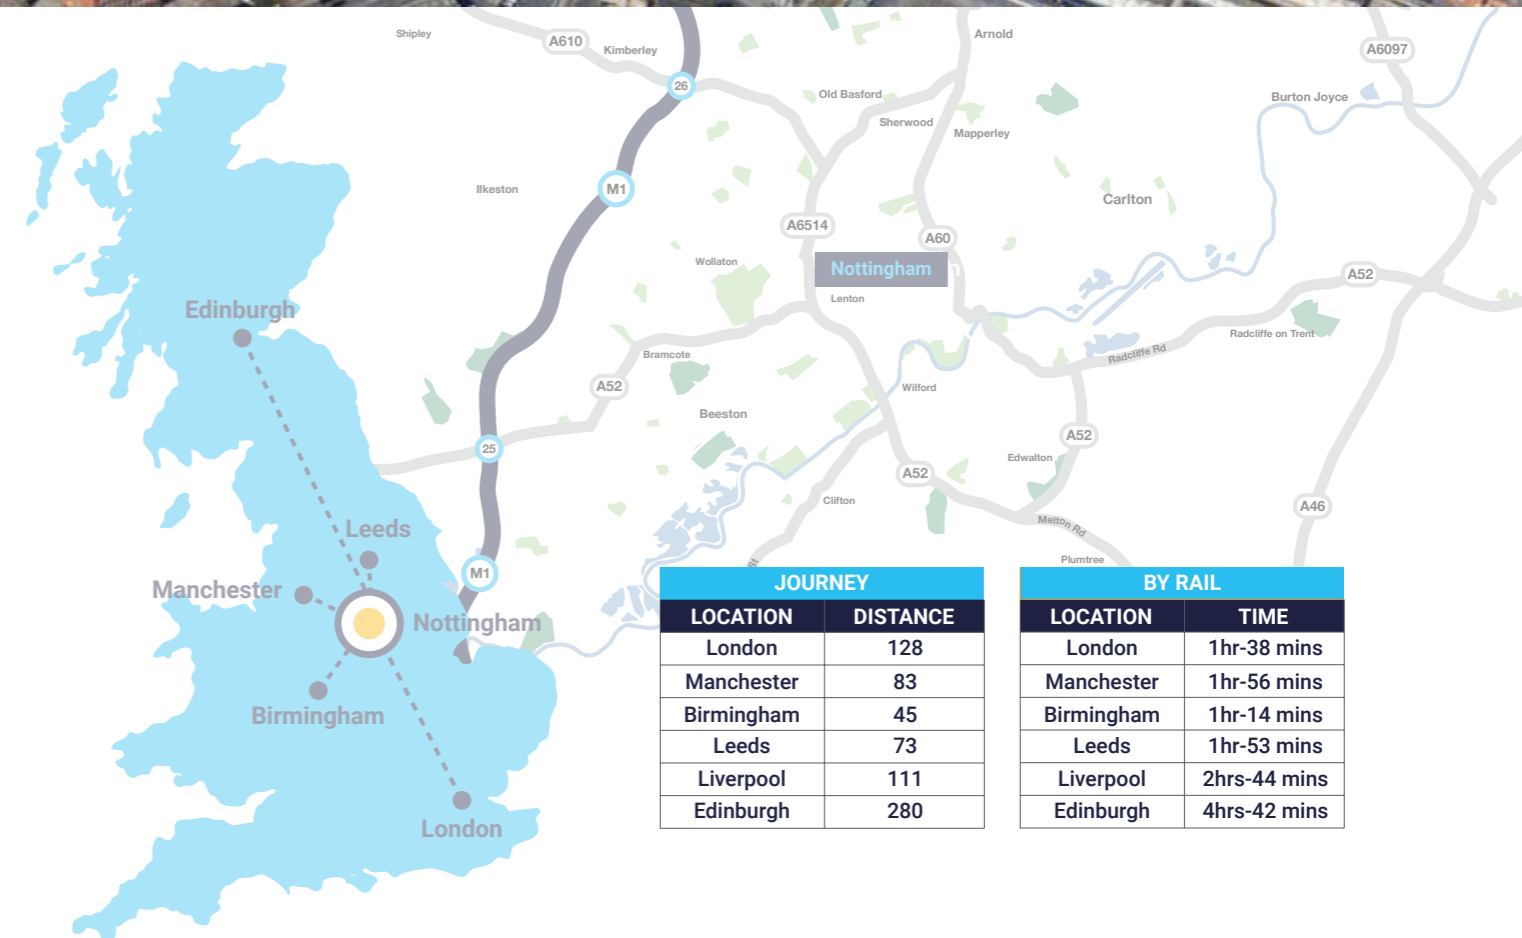 Shipley
A610
Kimberley
Arnold
A6097
26
Old Basford
Burton Joyce
Sherwood
Mapperley
M1
Ilkeston
Carlton
A6514
A60
Wollaton
Nottingham
Lenton
A52
Edinburgh
Radcliffe on Trent
Bramcote
Radcliffe Rd
A52
Wilford
Beeston
A52
25
Edwalton
A52
Clifton
A46
Leeds
Melton Rd
Plumtree
M1
Manchester
Nottingham
Birmingham
London
JOURNEY
LOCATION DISTANCE
London 128
Manchester 83
Birmingham 45
Leeds 73
Liverpool 111
Edinburgh 280
BY RAIL
LOCATION TIME
London 1hr-38 mins
Manchester 1hr-56 mins
Birmingham 1hr-14 mins
Leeds 1hr-53 mins
Liverpool 2hrs-44 mins
Edinburgh 4hrs-42 mins